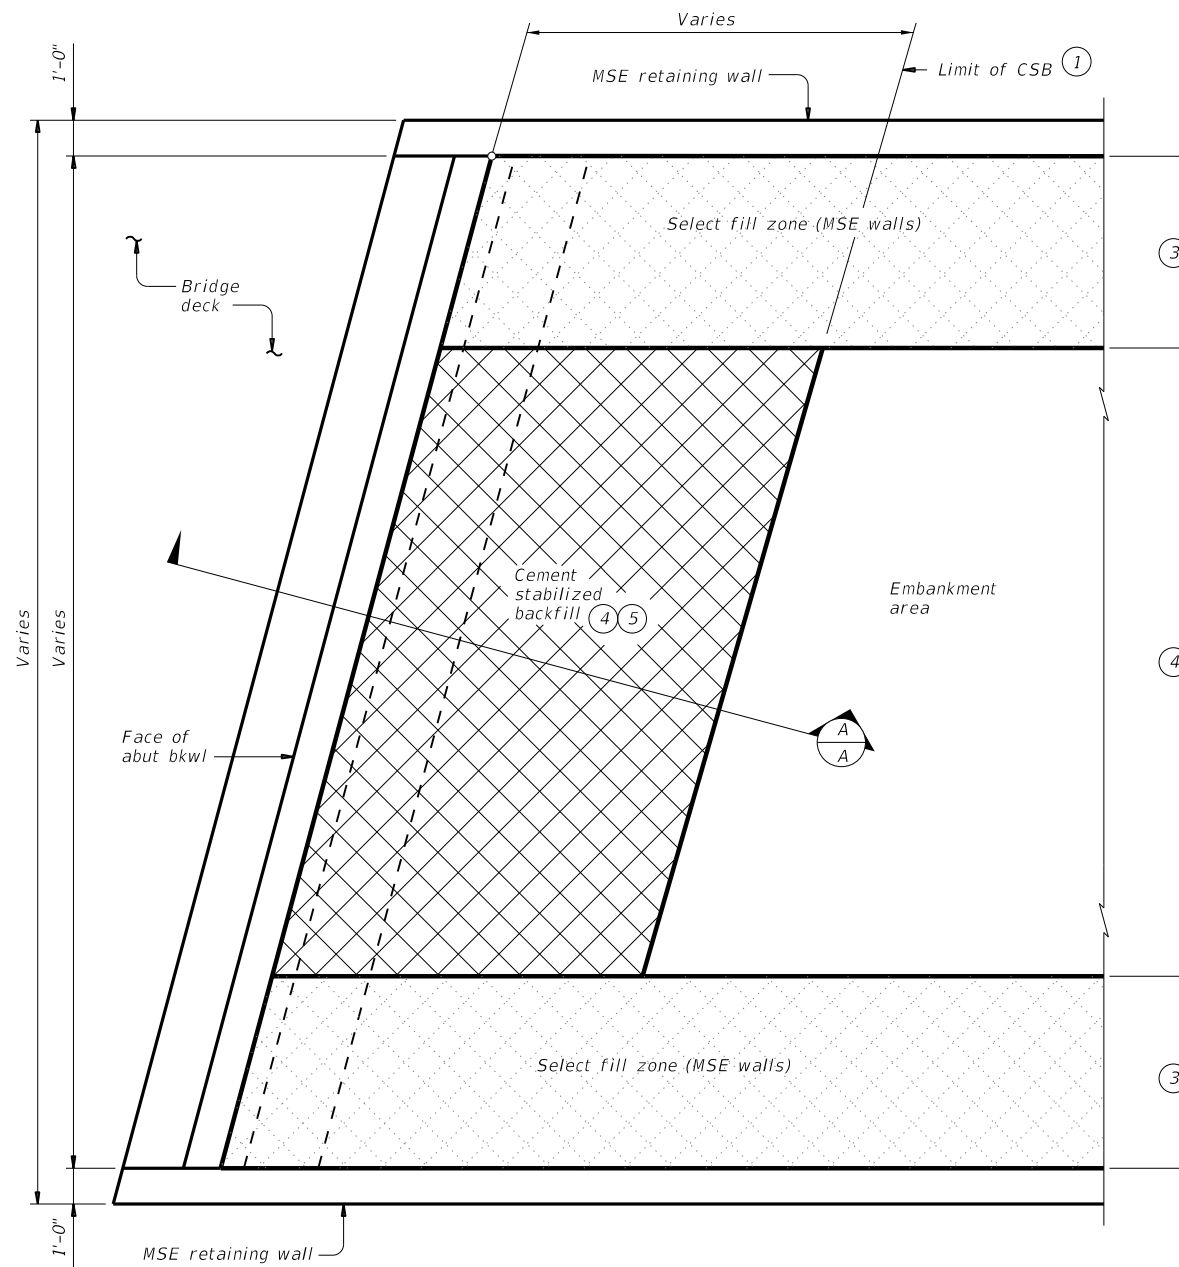 Varies
1'-0"
MSE retaining wall
Limit of CSB 1
Select fill zone (MSE walls)
3
Bridge
deck
Cement
stabilized
backfill 4 5
Embankment
area
Varies
Varies
4
A
A
Face of
abut bkwl
Select fill zone (MSE walls)
3
1'-0"
MSE retaining wall